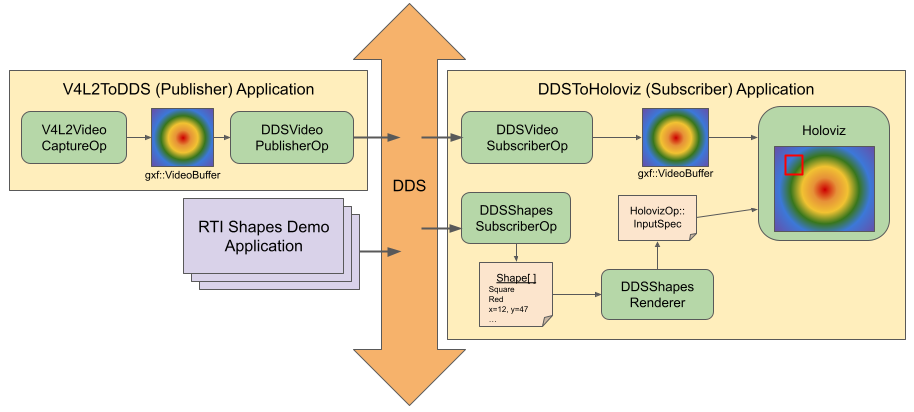 V4L2ToDDS (Publisher) Application
V4L2Video
CaptureOp
gxf::VideoBuffer
DDSVideo
PublisherOp
RTI Shapes Demo
Application
DDS
DDSToHoloviz (Subscriber) Application
DDSVideo
SubscriberOp
gxf::VideoBuffer
Holoviz
DDSShapes
SubscriberOp
HolovizOp::
InputSpec
Shape[ ]
Square
Red
x=12, y=47
...
DDSShapes
Renderer